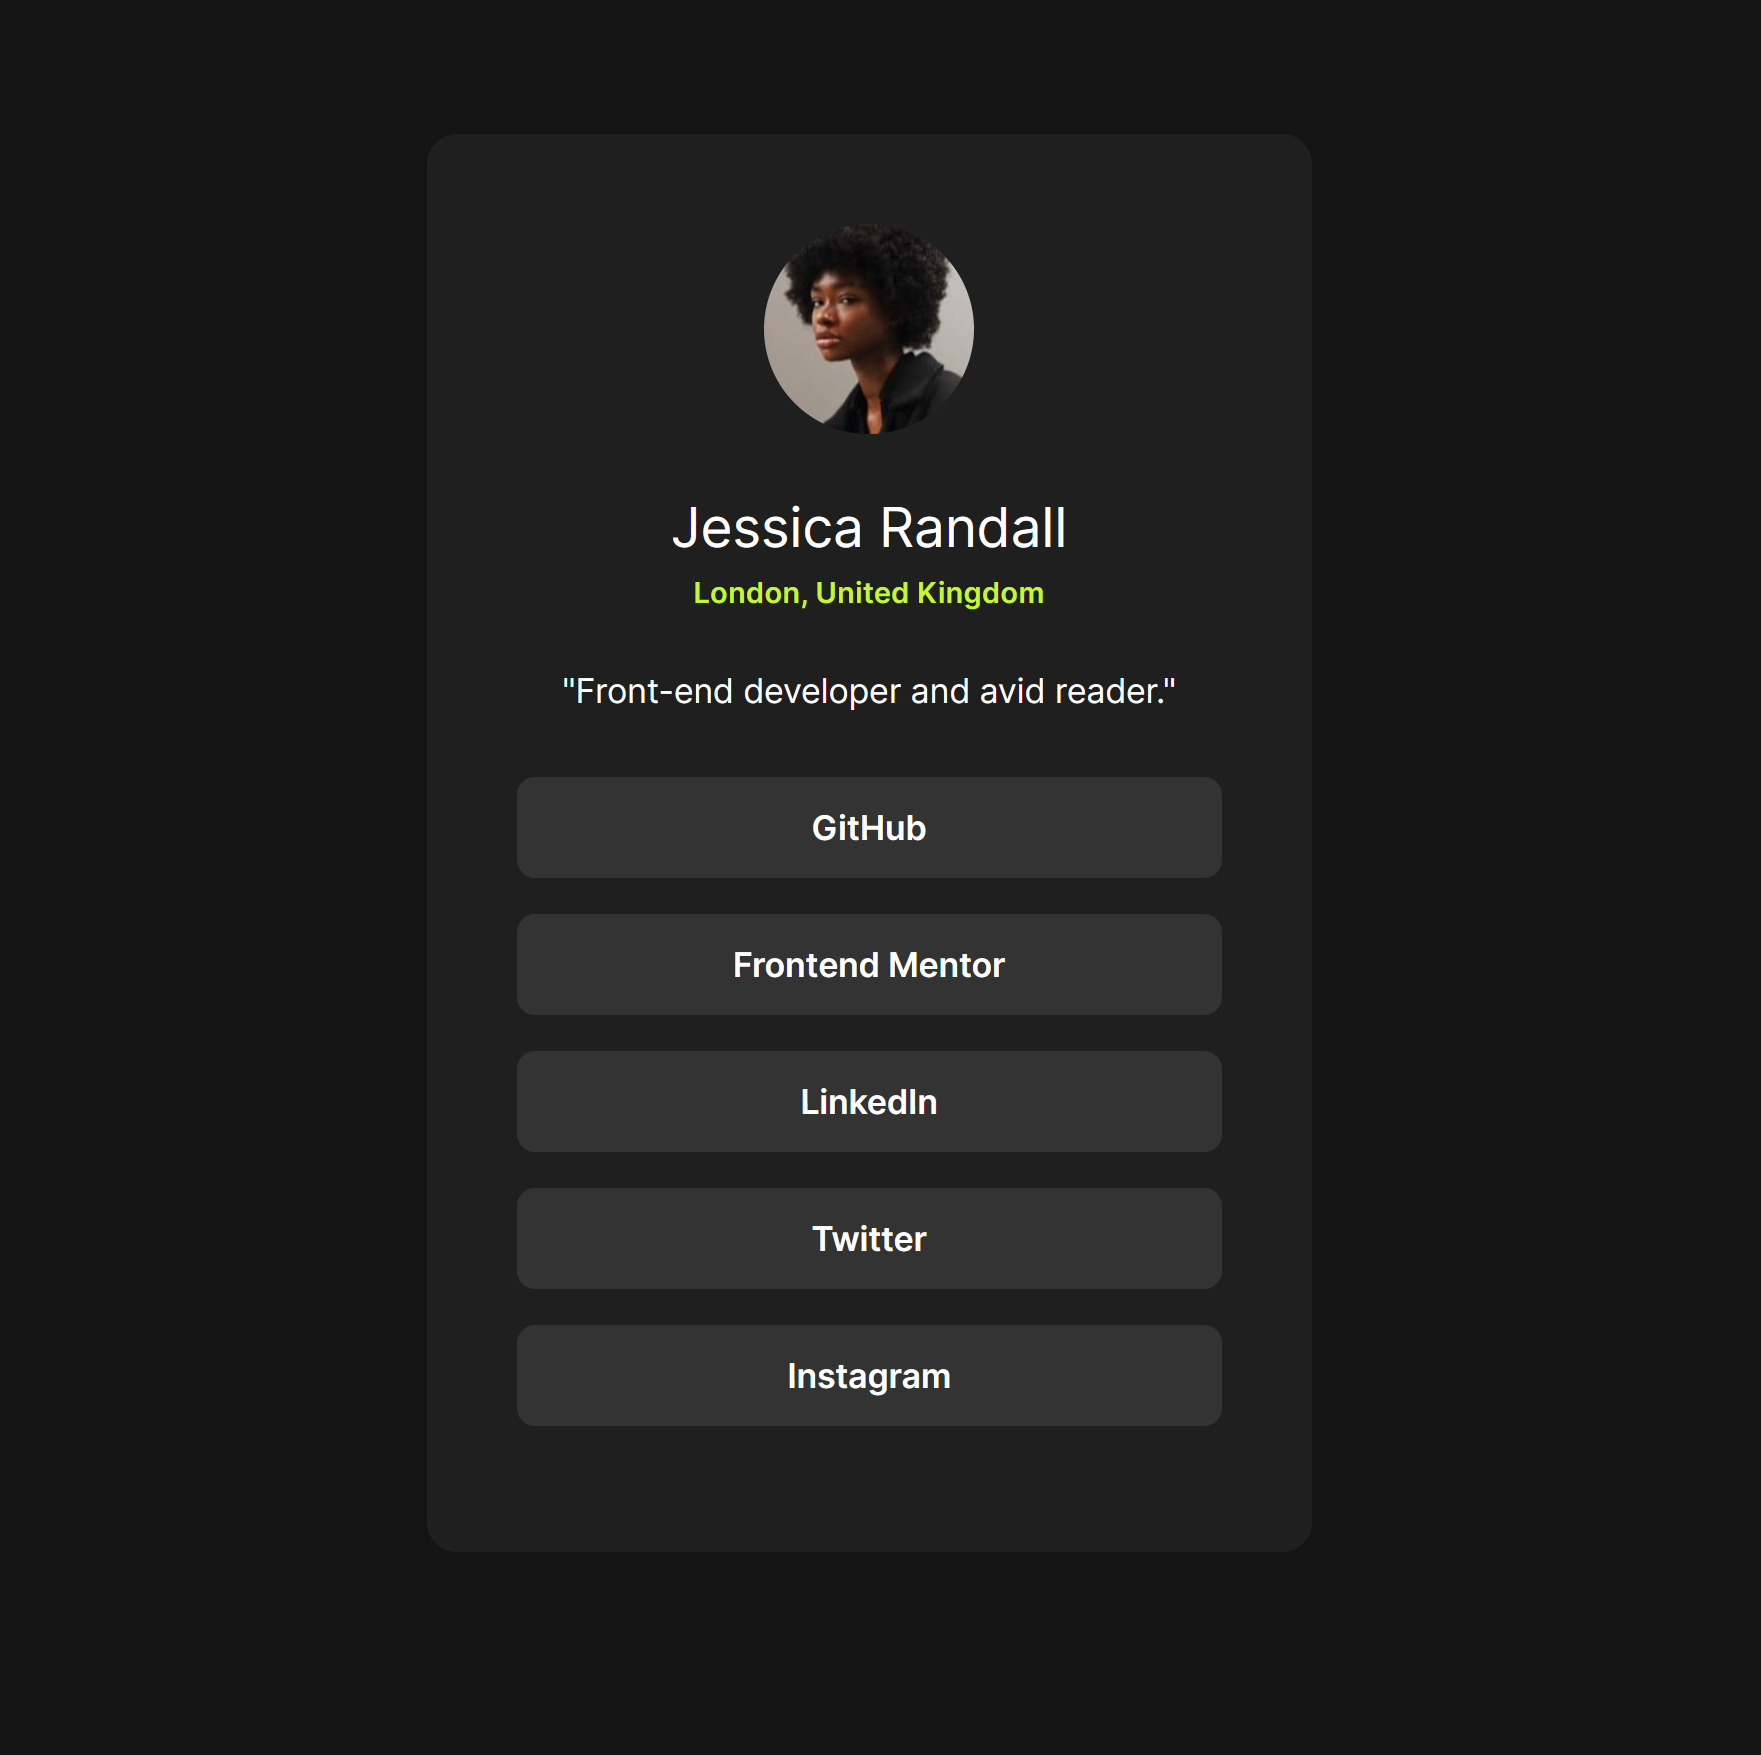 Jessica Randall
London, United Kingdom
"Front-end developer and avid reader."
GitHub
Frontend Mentor
LinkedIn
Twitter
Instagram